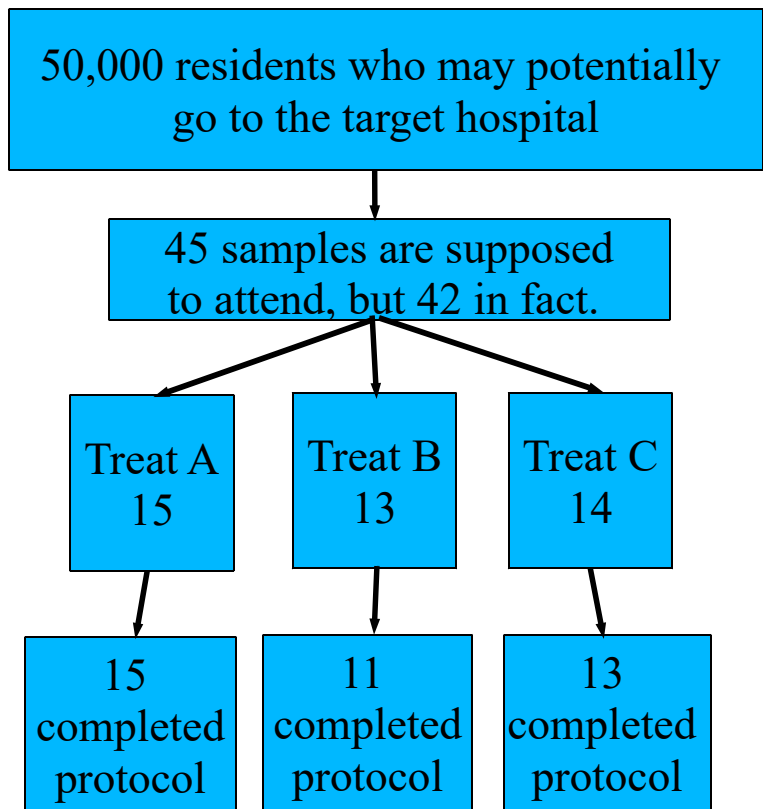 50,000 residents who may potentially
go to the target hospital
45 samples are supposed
to attend, but 42 in fact.
Treat A
15
Treat B
13
Treat C
14
15
completed
protocol
11
completed
protocol
13
completed
protocol